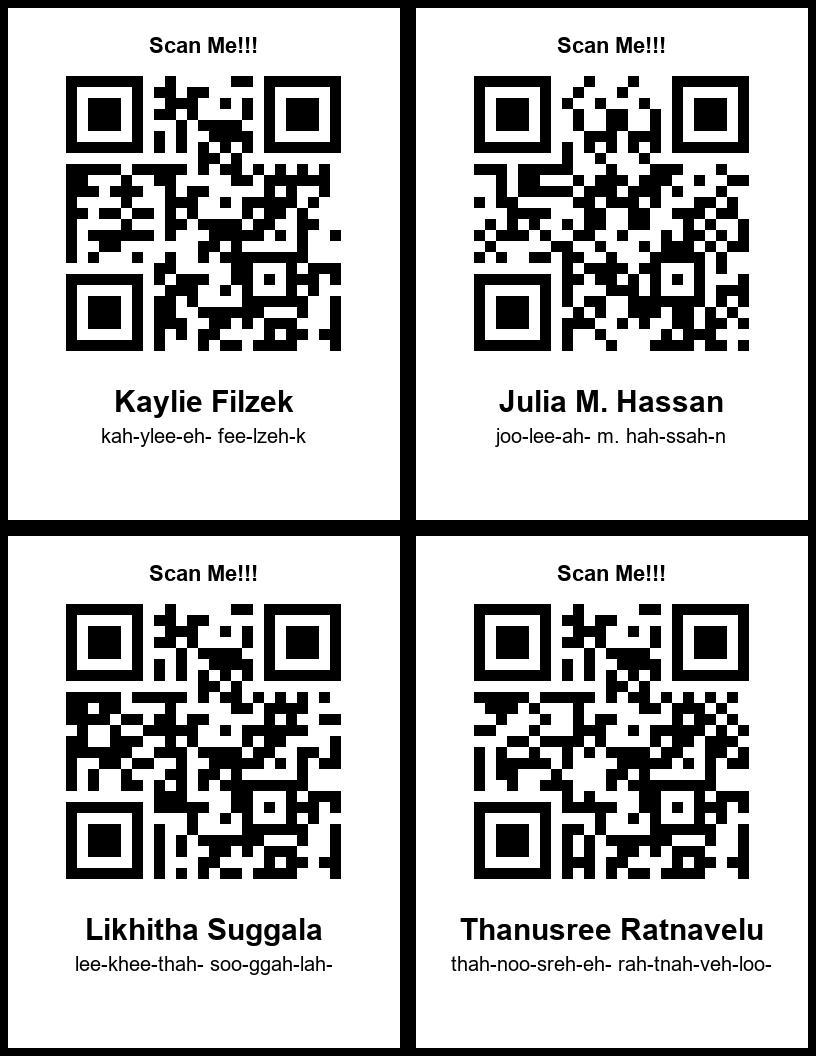 Scan Me!!!
Kaylie Filzek
kah-ylee-eh- fee-lzeh-k
Scan Me!!!
Julia M. Hassan
joo-lee-ah- m. hah-ssah-n
Scan Me!!!
Likhitha Suggala
lee-khee-thah- soo-ggah-lah-
Scan Me!!!
Thanusree Ratnavelu
thah-noo-sreh-eh- rah-tnah-veh-loo-